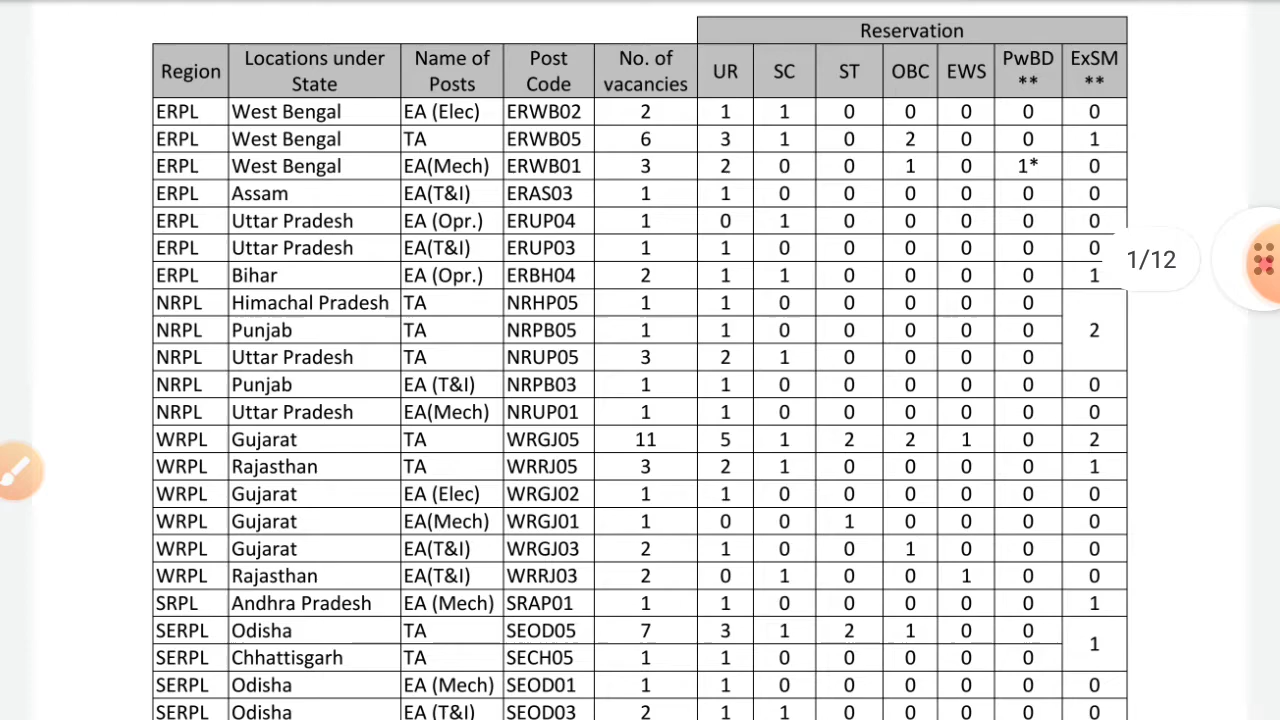 Reservation
Region Locations under State Name of Posts Post Code No. of vacancies UR SC ST OBC EWS PwBD ** ExSM **
ERPL West Bengal EA (Elec) ERWB02 2 1 1 0 0 0 0 0
ERPL West Bengal TA ERWB05 6 3 1 0 2 0 0 1
ERPL West Bengal EA(Mech) ERWB01 3 2 0 0 1 0 1* 0
ERPL Assam EA(T&I) ERAS03 1 1 0 0 0 0 0 0
ERPL Uttar Pradesh EA (Opr.) ERUP04 1 0 1 0 0 0 0 0
ERPL Uttar Pradesh EA(T&I) ERUP03 1 1 0 0 0 0 0 0
1/12
ERPL Bihar EA (Opr.) ERBH04 2 1 1 0 0 0 0 1
NRPL Himachal Pradesh TA NRHP05 1 1 0 0 0 0 0
NRPL Punjab TA NRPB05 1 1 0 0 0 0 0 2
NRPL Uttar Pradesh TA NRUP05 3 2 1 0 0 0 0
NRPL Punjab EA (T&I) NRPB03 1 1 0 0 0 0 0 0
NRPL Uttar Pradesh EA(Mech) NRUP01 1 1 0 0 0 0 0 0
WRPL Gujarat TA WRGJ05 11 5 1 2 2 1 0 2
WRPL Rajasthan TA WRRJ05 3 2 1 0 0 0 0 1
WRPL Gujarat EA (Elec) WRGJ02 1 1 0 0 0 0 0 0
WRPL Gujarat EA(Mech) WRGJ01 1 0 0 1 0 0 0 0
WRPL Gujarat EA(T&I) WRGJ03 2 1 0 0 1 0 0 0
WRPL Rajasthan EA(T&I) WRRJ03 2 0 1 0 0 1 0 0
SRPL Andhra Pradesh EA (Mech) SRAP01 1 1 0 0 0 0 0 1
SERPL Odisha TA SEOD05 7 3 1 2 1 0 0 1
SERPL Chhattisgarh TA SECH05 1 1 0 0 0 0 0
SERPL Odisha EA (Mech) SEOD01 1 1 0 0 0 0 0 0
SERPL Odisha EA (T&I) SEOD03 2 1 1 0 0 0 0 0